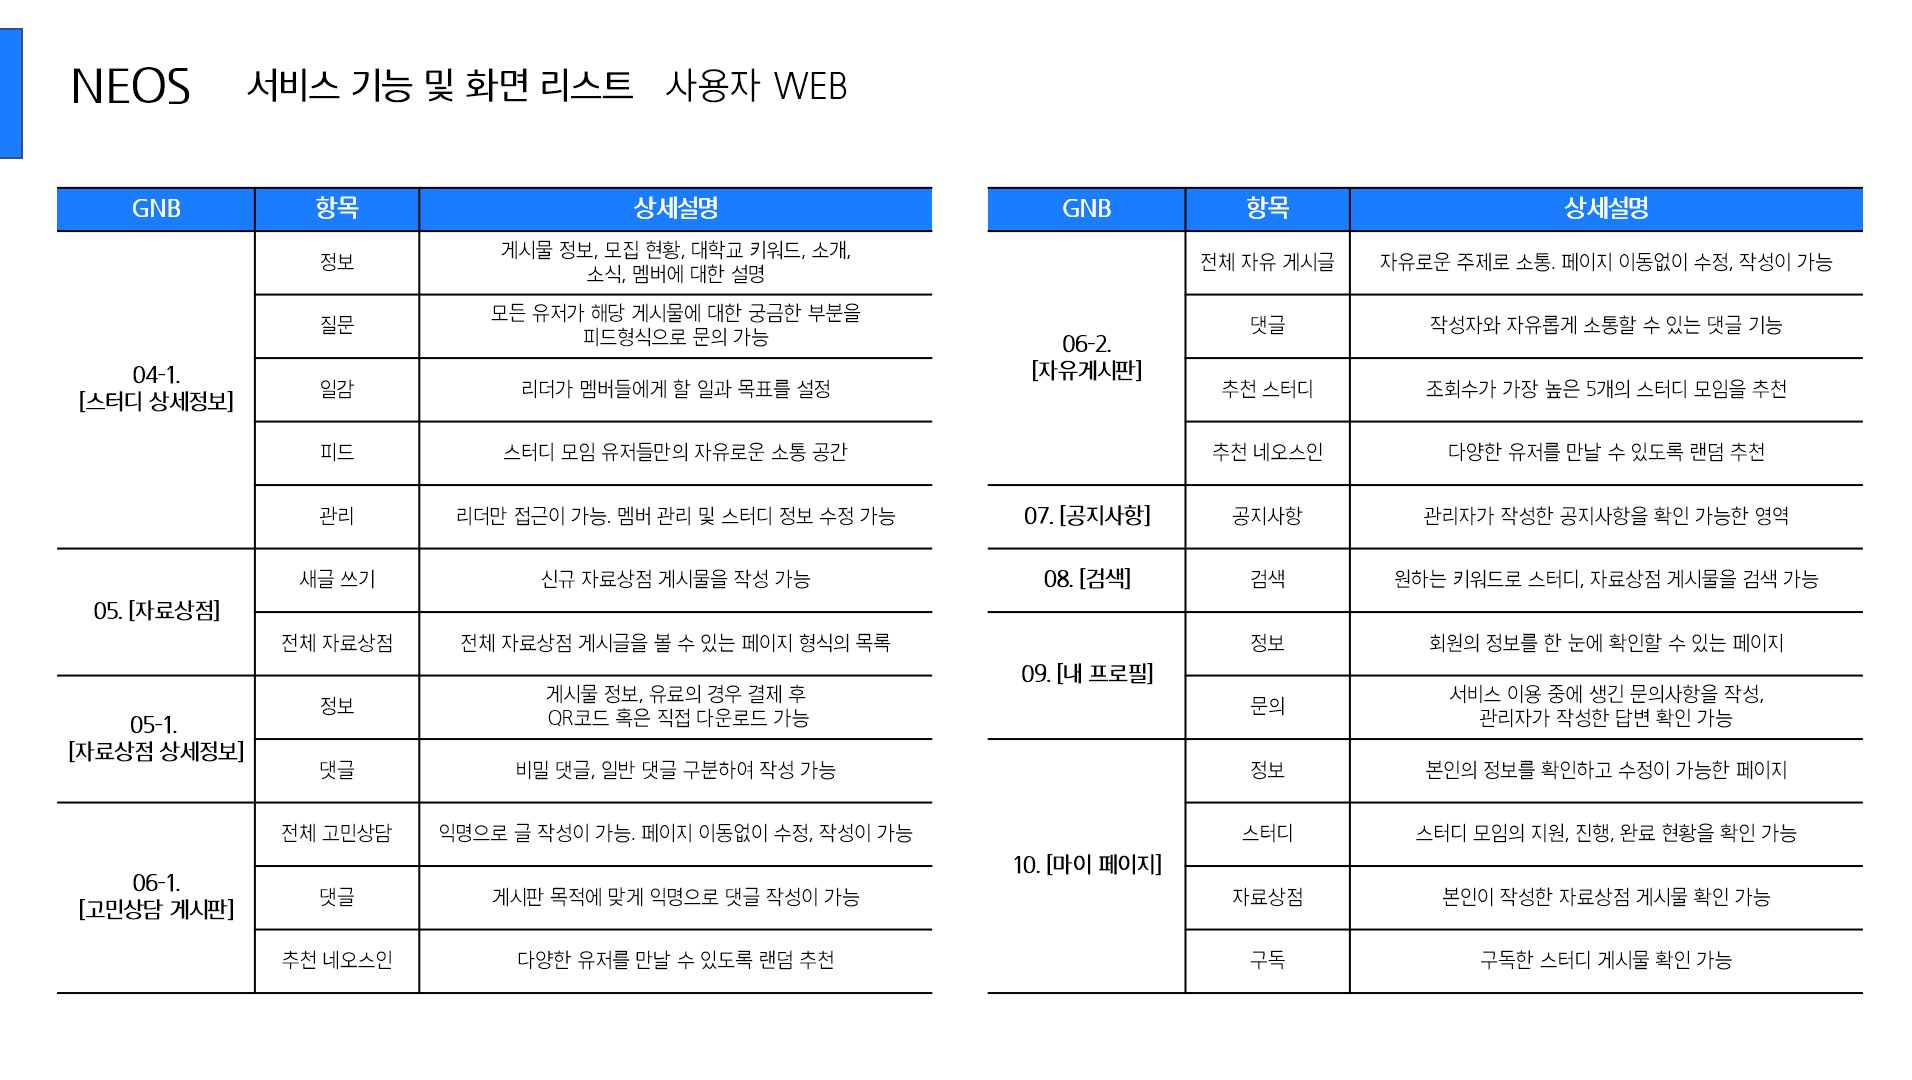 NEOS 서비스 기능 및 화면 리스트 사용자 WEB
GNB 항목 상세설명
04-1.
[스터디 상세정보]
정보
게시물 정보, 모집 현황, 대학교 키워드, 소개,
소식, 멤버에 대한 설명
질문
모든 유저가 해당 게시물에 대한 궁금한 부분을
피드형식으로 문의 가능
일감
리더가 멤버들에게 할 일과 목표를 설정
피드
스터디 모임 유저들만의 자유로운 소통 공간
관리
리더만 접근이 가능. 멤버 관리 및 스터디 정보 수정 가능
05. [자료상점]
새글 쓰기
신규 자료상점 게시물을 작성 가능
전체 자료상점
전체 자료상점 게시글을 볼 수 있는 페이지 형식의 목록
05-1.
[자료상점 상세정보]
정보
게시물 정보, 유료의 경우 결제 후
QR코드 혹은 직접 다운로드 가능
댓글
비밀 댓글, 일반 댓글 구분하여 작성 가능
06-1.
[고민상담 게시판]
전체 고민상담
익명으로 글 작성이 가능. 페이지 이동없이 수정, 작성이 가능
댓글
게시판 목적에 맞게 익명으로 댓글 작성이 가능
추천 네오스인
다양한 유저를 만날 수 있도록 랜덤 추천
GNB 항목 상세설명
06-2.
[자유게시판]
전체 자유 게시글
자유로운 주제로 소통. 페이지 이동없이 수정, 작성이 가능
댓글
작성자와 자유롭게 소통할 수 있는 댓글 기능
추천 스터디
조회수가 가장 높은 5개의 스터디 모임을 추천
추천 네오스인
다양한 유저를 만날 수 있도록 랜덤 추천
07. [공지사항]
공지사항
관리자가 작성한 공지사항을 확인 가능한 영역
08. [검색]
검색
원하는 키워드로 스터디, 자료상점 게시물을 검색 가능
09. [내 프로필]
정보
회원의 정보를 한 눈에 확인할 수 있는 페이지
문의
서비스 이용 중에 생긴 문의사항을 작성,
관리자가 작성한 답변 확인 가능
10. [마이 페이지]
정보
본인의 정보를 확인하고 수정이 가능한 페이지
스터디
스터디 모임의 지원, 진행, 완료 현황을 확인 가능
자료상점
본인이 작성한 자료상점 게시물 확인 가능
구독
구독한 스터디 게시물 확인 가능